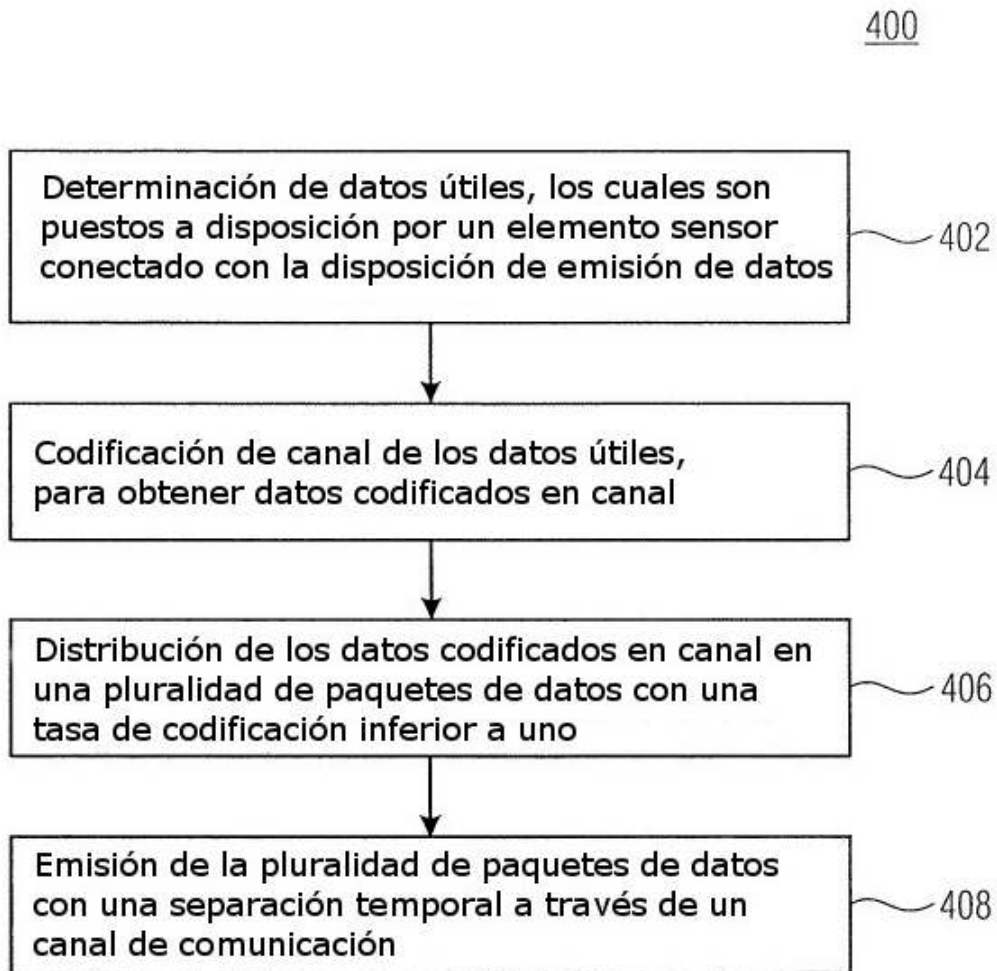 400
Determinación de datos útiles, los cuales son
puestos a disposición por un elemento sensor
conectado con la disposición de emisión de datos
402
Codificación de canal de los datos útiles,
para obtener datos codificados en canal
404
Distribución de los datos codificados en canal en
una pluralidad de paquetes de datos con una
tasa de codificación inferior a uno
406
Emisión de la pluralidad de paquetes de datos
con una separación temporal a través de un
canal de comunicación
408